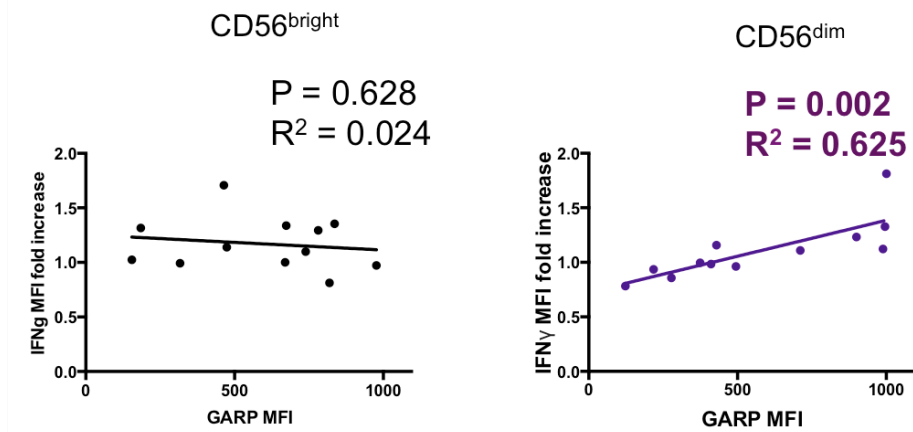 CD56bright
P = 0.628
R2 = 0.024
2.0
1.5
1.0
0.5
0.0
0
500
1000
IFNg MFI fold increase
GARP MFI
CD56dim
P = 0.002
R2 = 0.625
2.0
1.5
1.0
0.5
0.0
0
500
1000
IFNγ MFI fold increase
GARP MFI